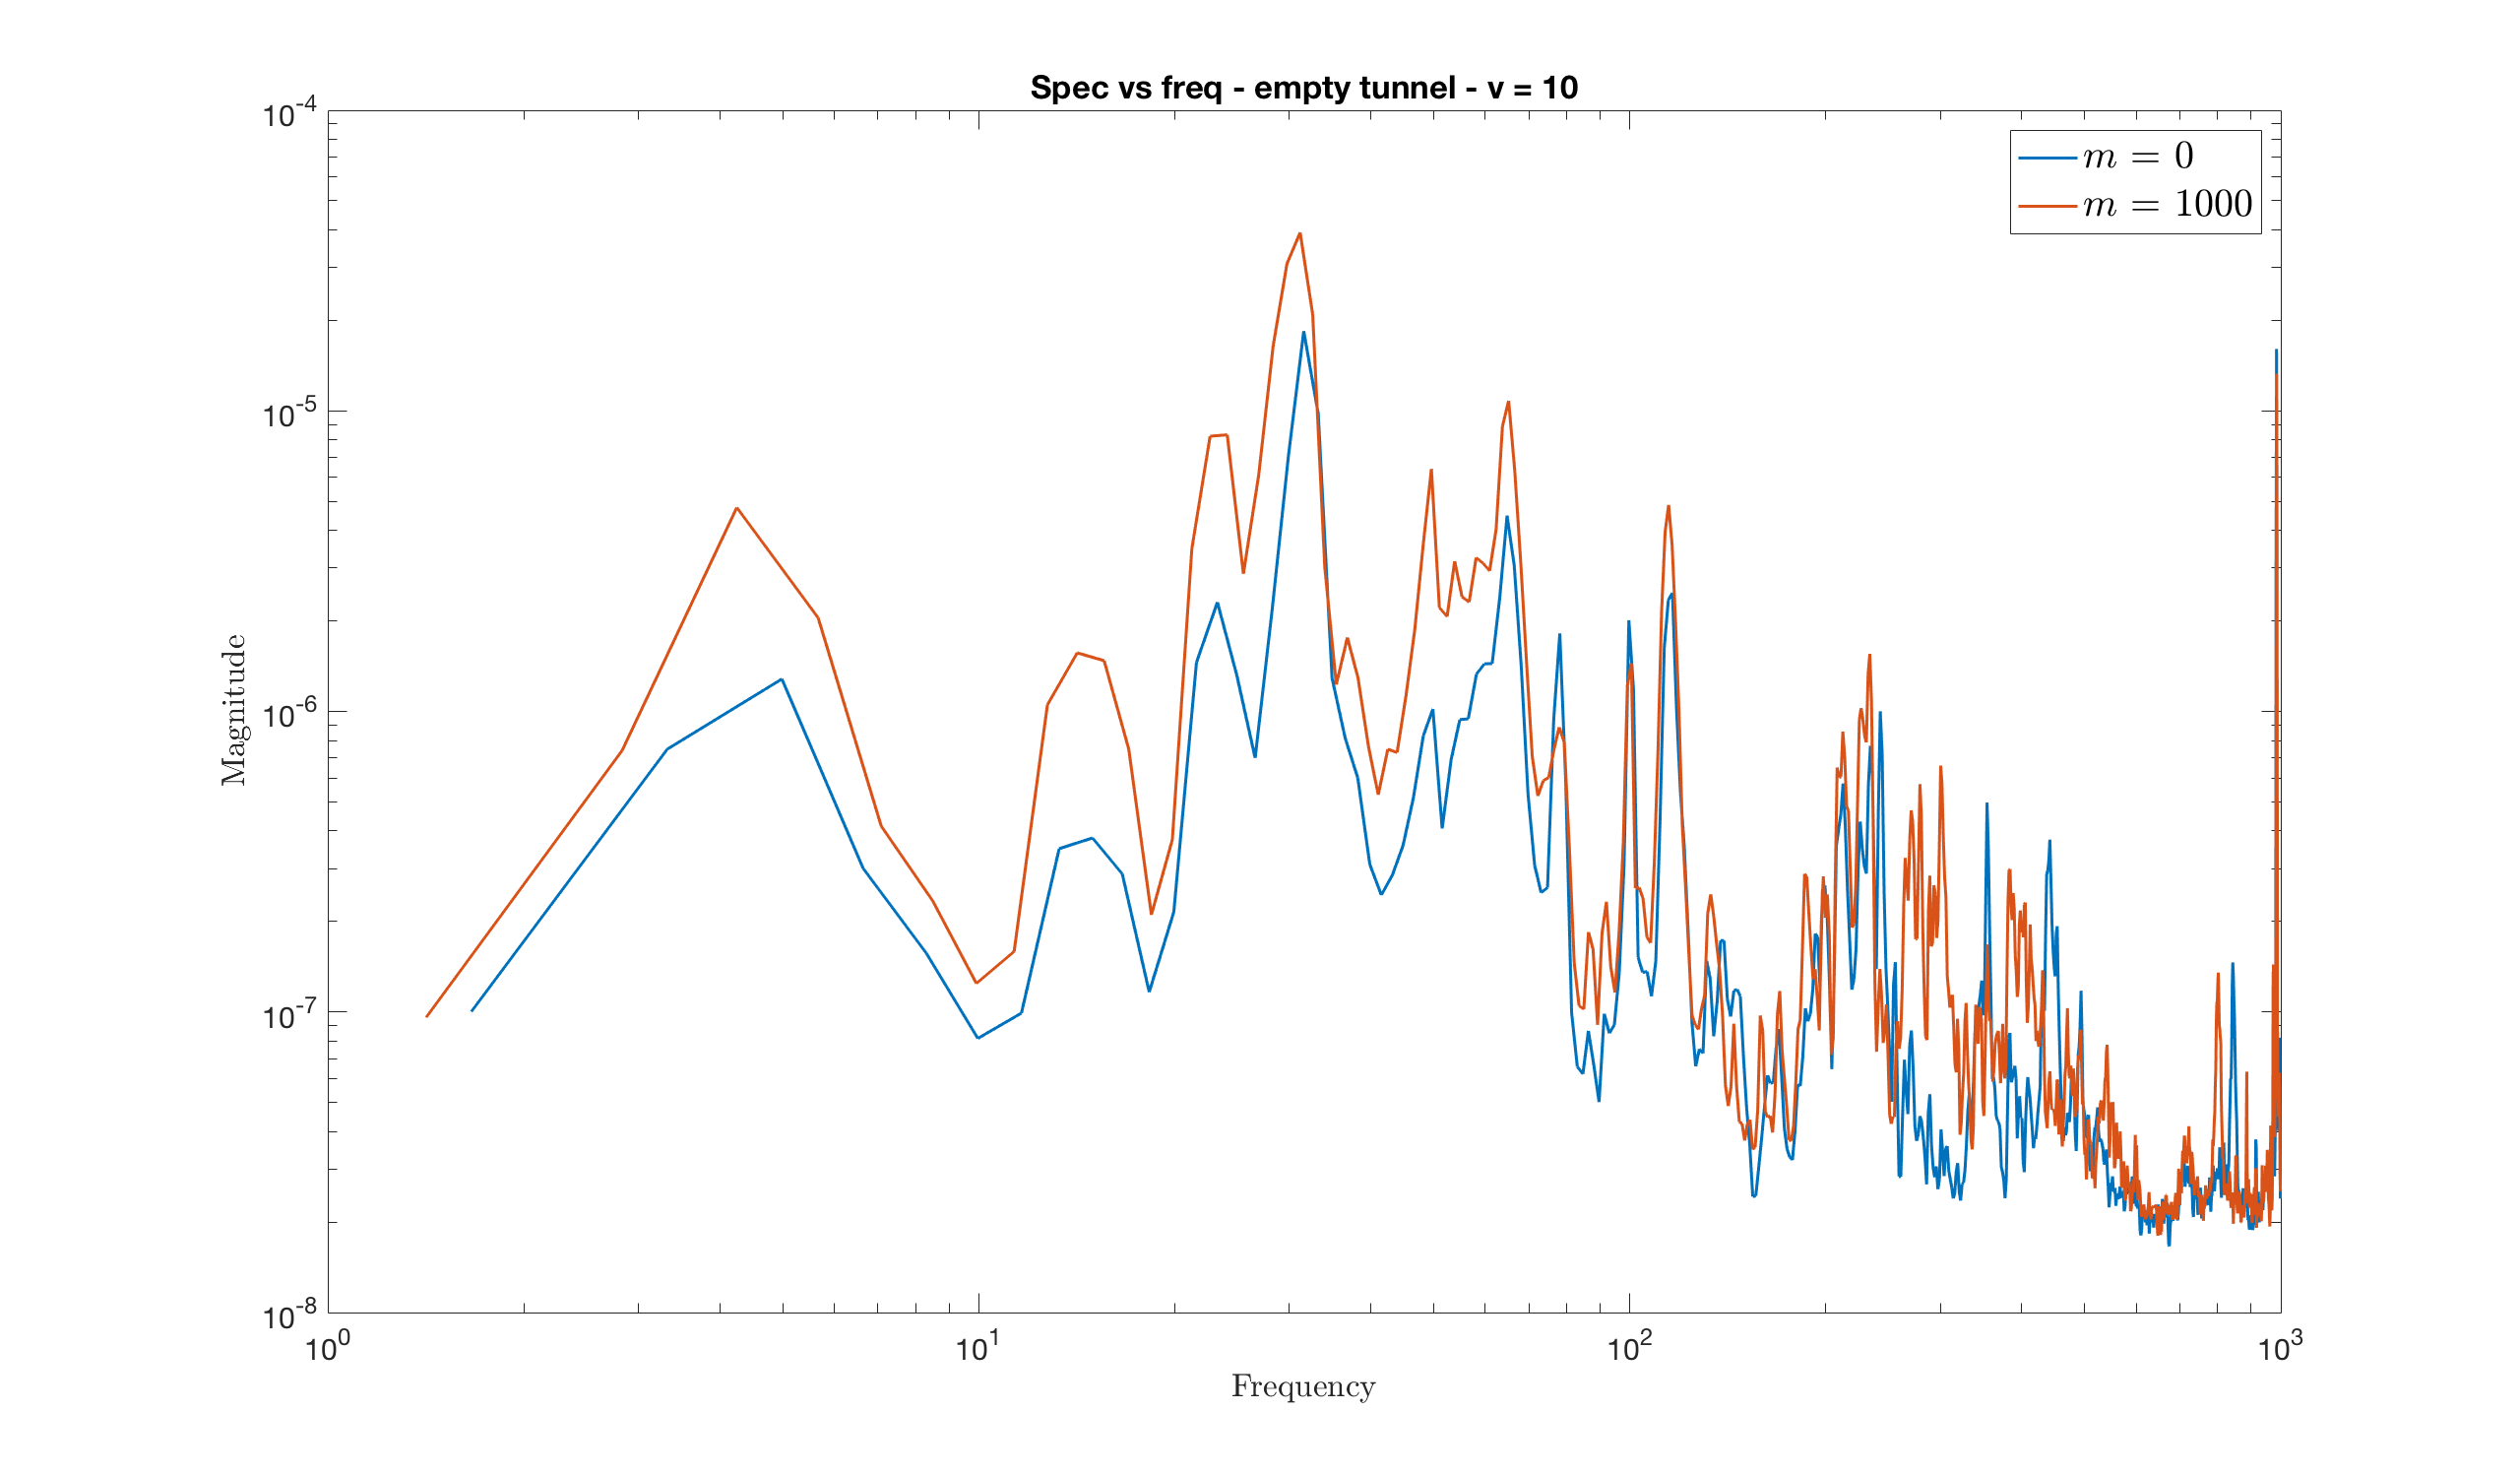 Spec vs freq - empty tunnel - v = 10
m = 0
m = 1000
10^-4
10^-5
10^-6
10^-7
10^-8
Magnitude
10^0 10^1 10^2 10^3
Frequency